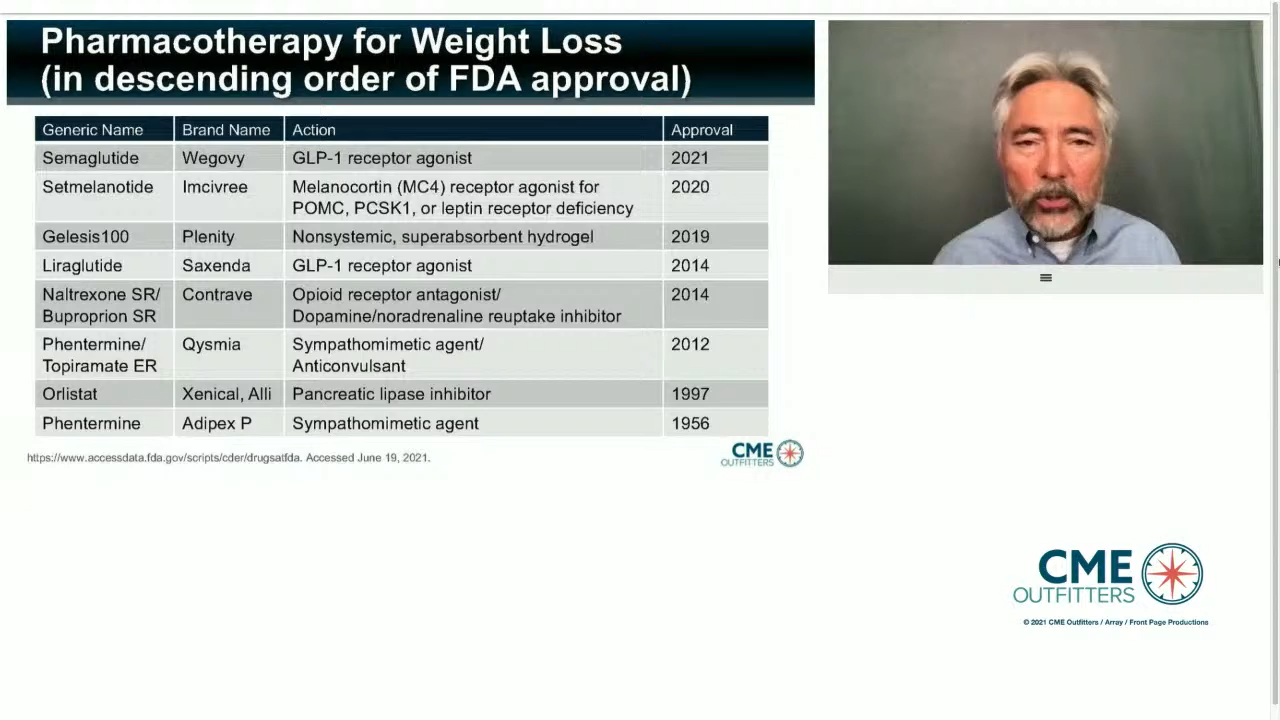 Pharmacotherapy for Weight Loss
(in descending order of FDA approval)
Generic Name Brand Name Action Approval
Semaglutide Wegovy GLP-1 receptor agonist 2021
Setmelanotide Imcivree Melanocortin (MC4) receptor agonist for 2020
POMC, PCSK1, or leptin receptor deficiency
Gelesis100 Plenity Nonsystemic, superabsorbent hydrogel 2019
Liraglutide Saxenda GLP-1 receptor agonist 2014
Naltrexone SR/ Contrave Opioid receptor antagonist/ 2014
Buproprion SR Dopamine/noradrenaline reuptake inhibitor
Phentermine/ Qysmia Sympathomimetic agent/ 2012
Topiramate ER Anticonvulsant
Orlistat Xenical, Alli Pancreatic lipase inhibitor 1997
Phentermine Adipex P Sympathomimetic agent 1956
https://www.accessdata.fda.gov/scripts/cder/drugsatfda. Accessed June 19, 2021.
CME
OUTFITTERS
CME
OUTFITTERS
© 2021 CME Outfitters / Array / Front Page Productions